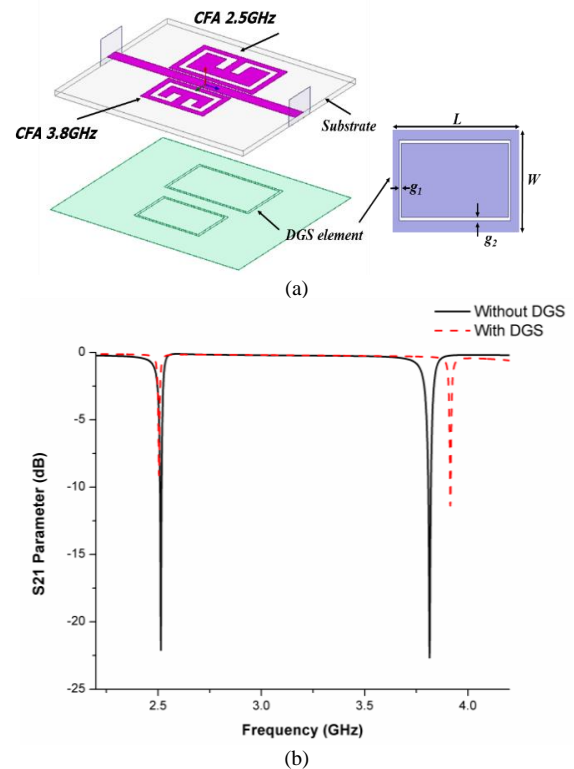 CFA 2.5GHz
CFA 3.8GHz
Substrate
DGS element
L
W
g1
g2
(a)
Without DGS
With DGS
0
-5
-10
-15
-20
-25
S21 Parameter (dB)
2.5
3.0
3.5
4.0
Frequency (GHz)
(b)